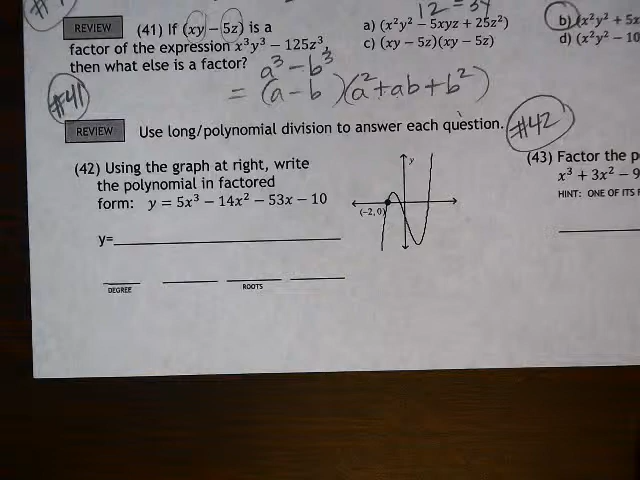 12 = 34
REVIEW (41) If (xy – 5z) is a
factor of the expression x³y³ – 125z³,
then what else is a factor?
a) (x²y² – 5xyz + 25z²)
c) (xy – 5z)(xy – 5z)
b) (x²y² + 5x
d) (x²y² – 10
a³ – b³
= (a – b)(a² + ab + b²)
#41
REVIEW Use long/polynomial division to answer each question.
#42
(42) Using the graph at right, write
the polynomial in factored
form: y = 5x³ – 14x² – 53x – 10
y=
DEGREE ROOTS
y
(-2,0)
(43) Factor the p
x³ + 3x² – 9
HINT: ONE OF ITS F